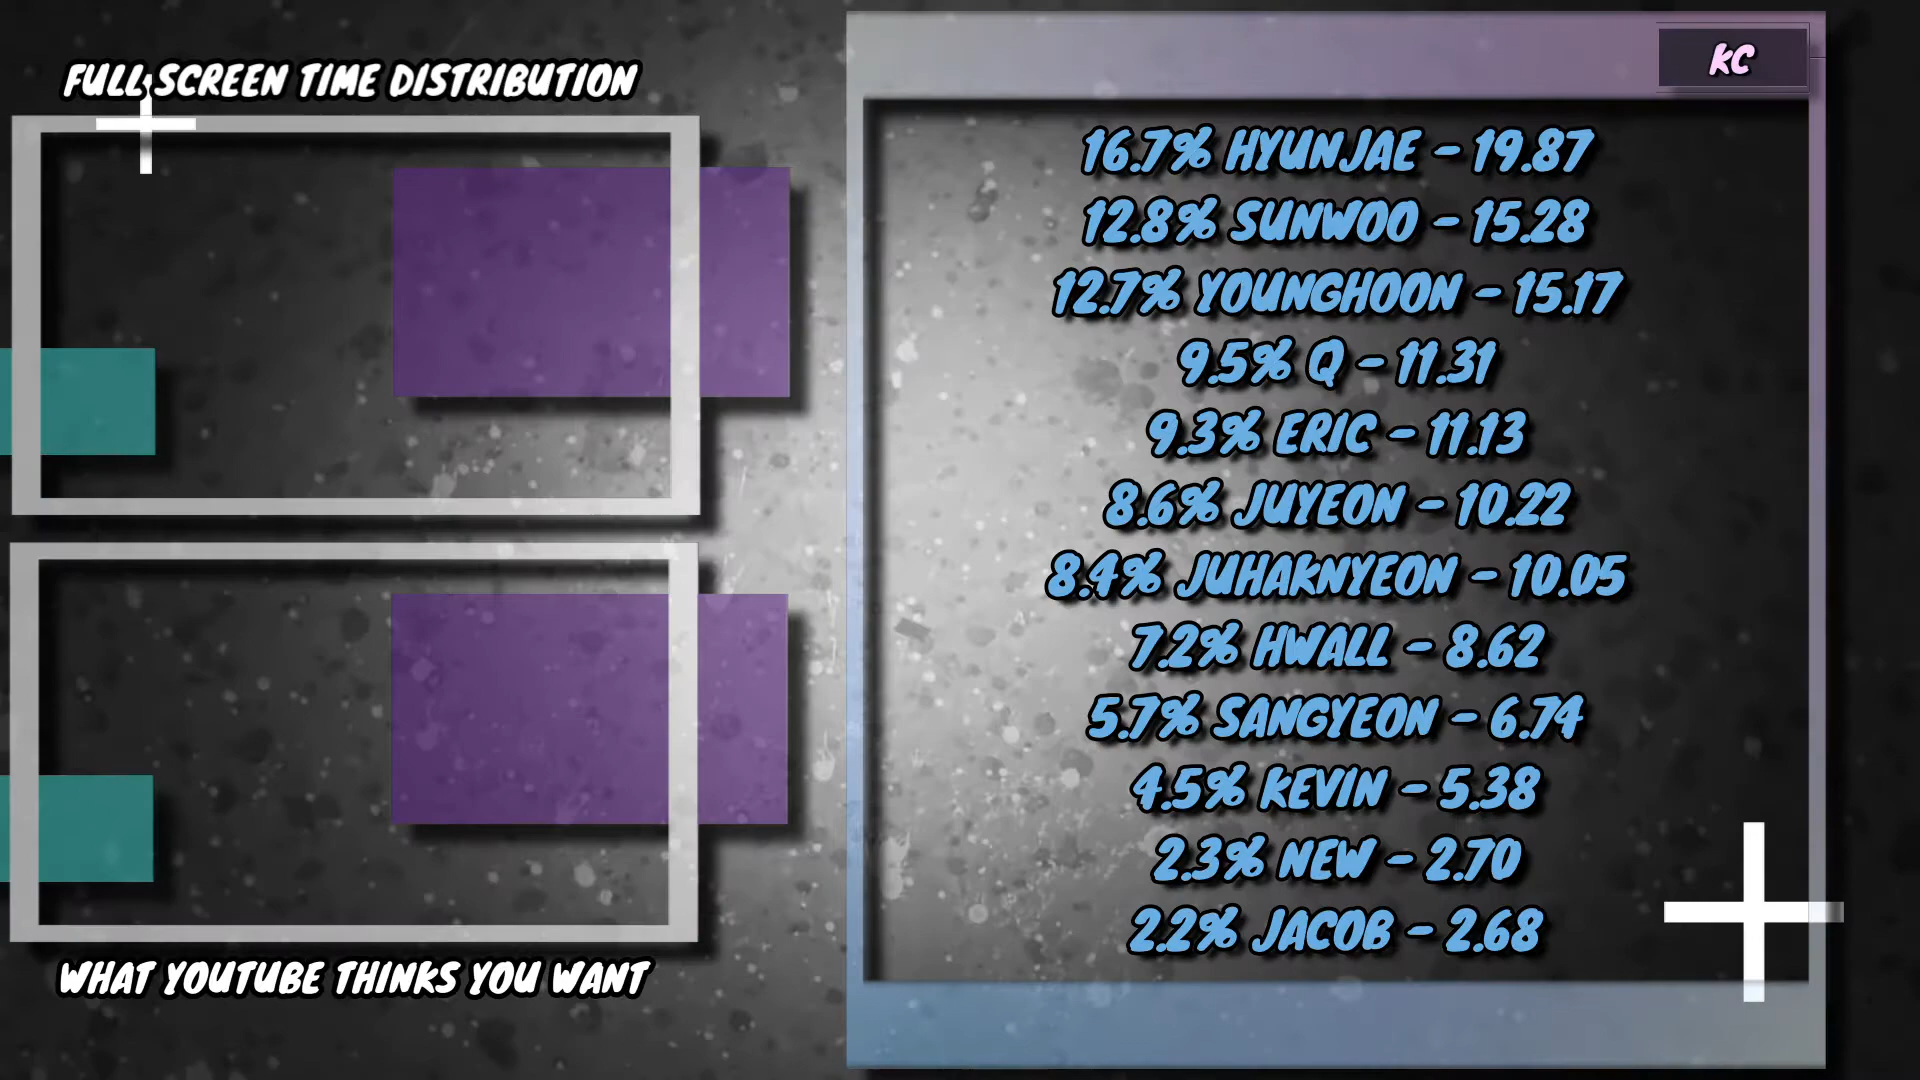 FULL SCREEN TIME DISTRIBUTION
WHAT YOUTUBE THINKS YOU WANT
KC
16.7% HYUNJAE - 19.87
12.8% SUNWOO - 15.28
12.7% YOUNGHOON - 15.17
9.5% Q - 11.31
9.3% ERIC - 11.13
8.6% JUYEON - 10.22
8.4% JUHAKNYEON - 10.05
7.2% HWALL - 8.62
5.7% SANGYEON - 6.74
4.5% KEVIN - 5.38
2.3% NEW - 2.70
2.2% JACOB - 2.68